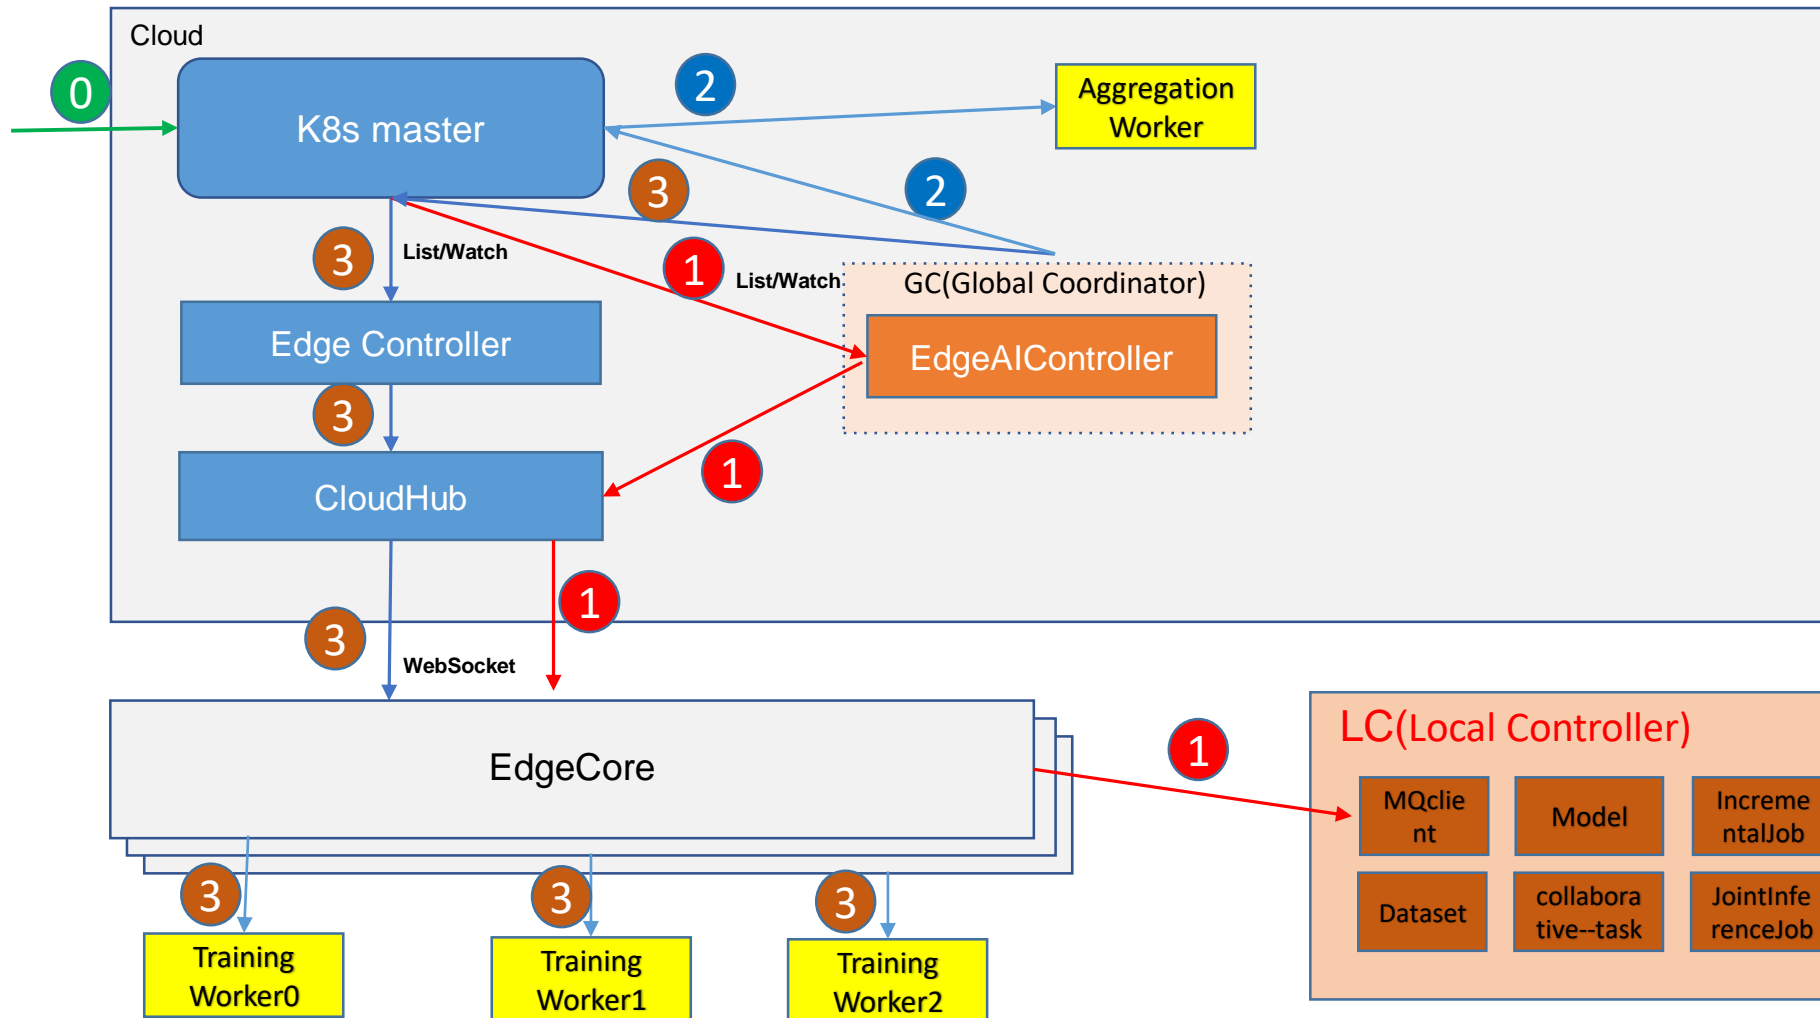 Cloud
0
K8s master
2
Aggregation
Worker
3
2
3
List/Watch
1
List/Watch
GC(Global Coordinator)
Edge Controller
EdgeAIController
3
CloudHub
1
1
3
WebSocket
EdgeCore
1
LC(Local Controller)
MQclie
nt
Model
Increme
ntalJob
Dataset
collabora
tive--task
JointInfe
renceJob
3
3
3
Training
Worker0
Training
Worker1
Training
Worker2